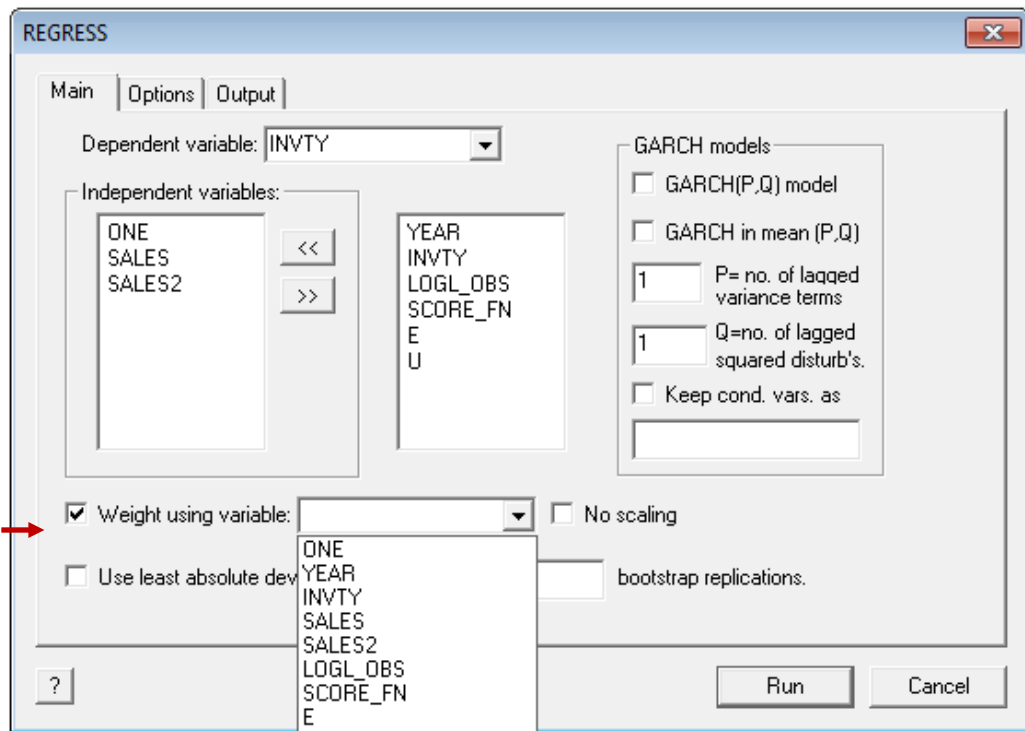 REGRESS
Main Options Output
Dependent variable: INVTY
Independent variables:
ONE
SALES
SALES2
<<
>>
YEAR
INVTY
LOGL_OBS
SCORE_FN
E
U
GARCH models
GARCH(P,Q) model
GARCH in mean (P,Q)
1 P= no. of lagged
variance terms
1 Q=no. of lagged
squared disturb's.
Keep cond. vars. as
Weight using variable: No scaling
ONE
YEAR
INVTY
SALES
SALES2
LOGL_OBS
SCORE_FN
E
Use least absolute dev bootstrap replications.
? Run Cancel